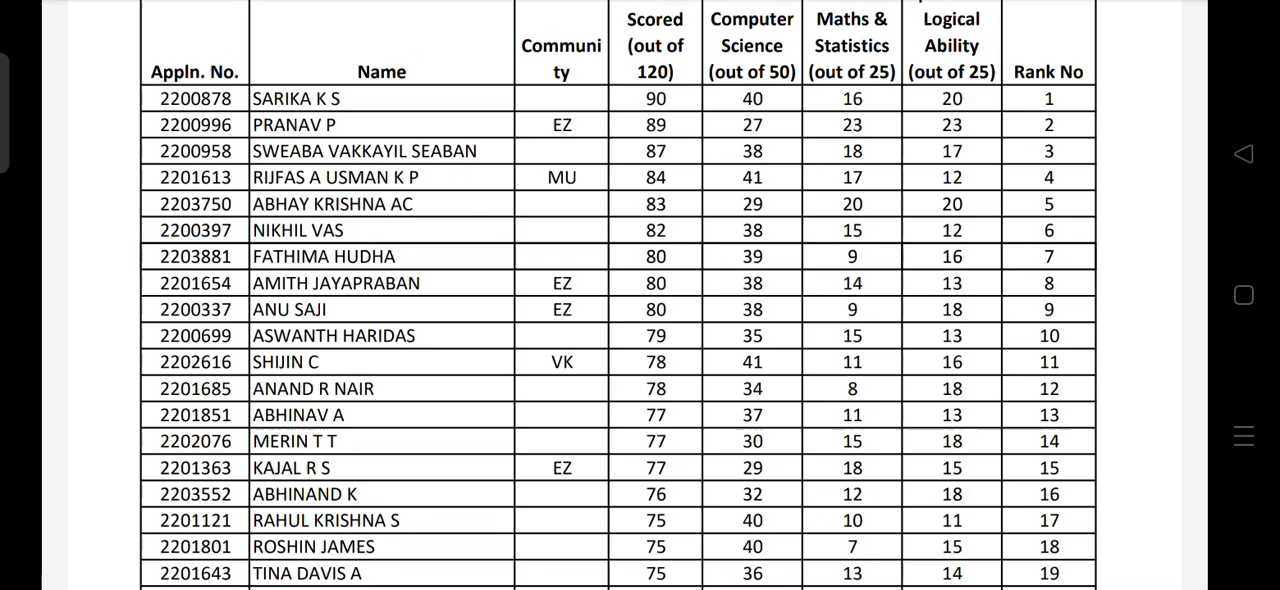 Scored Computer Maths & Logical
Communi (out of Science Statistics Ability
Appln. No. Name ty 120) (out of 50) (out of 25) (out of 25) Rank No
2200878 SARIKA K S 90 40 16 20 1
2200996 PRANAV P EZ 89 27 23 23 2
2200958 SWEABA VAKKAYIL SEABAN 87 38 18 17 3
2201613 RIJFAS A USMAN K P MU 84 41 17 12 4
2203750 ABHAY KRISHNA AC 83 29 20 20 5
2200397 NIKHIL VAS 82 38 15 12 6
2203881 FATHIMA HUDHA 80 39 9 16 7
2201654 AMITH JAYAPRABAN EZ 80 38 14 13 8
2200337 ANU SAJI EZ 80 38 9 18 9
2200699 ASWANTH HARIDAS 79 35 15 13 10
2202616 SHIJIN C VK 78 41 11 16 11
2201685 ANAND R NAIR 78 34 8 18 12
2201851 ABHINAV A 77 37 11 13 13
2202076 MERIN T T 77 30 15 18 14
2201363 KAJAL R S EZ 77 29 18 15 15
2203552 ABHINAND K 76 32 12 18 16
2201121 RAHUL KRISHNA S 75 40 10 11 17
2201801 ROSHIN JAMES 75 40 7 15 18
2201643 TINA DAVIS A 75 36 13 14 19